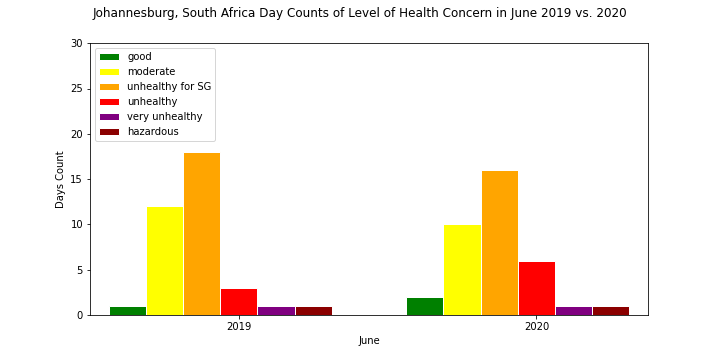 Johannesburg, South Africa Day Counts of Level of Health Concern in June 2019 vs. 2020
30
25
20
15
10
5
0
Days Count
good
moderate
unhealthy for SG
unhealthy
very unhealthy
hazardous
2019
2020
June